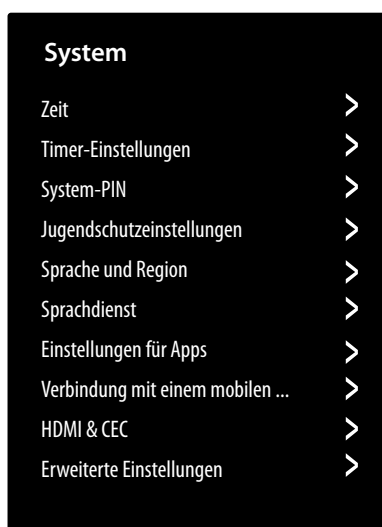 System
Zeit
Timer-Einstellungen
System-PIN
Jugendschutzeinstellungen
Sprache und Region
Sprachdienst
Einstellungen für Apps
Verbindung mit einem mobilen ...
HDMI & CEC
Erweiterte Einstellungen